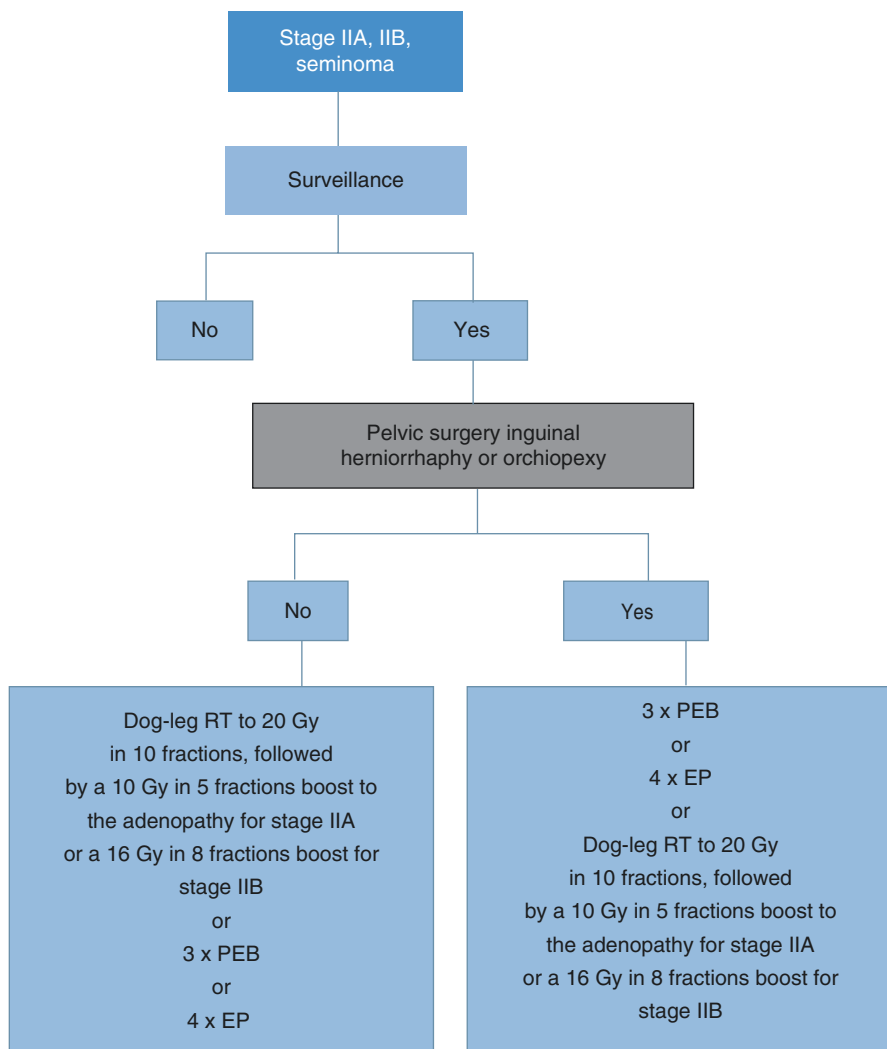 Stage IIA, IIB,
seminoma
Surveillance
No
Yes
Pelvic surgery inguinal
herniorrhaphy or orchiopexy
No
Yes
Dog-leg RT to 20 Gy
in 10 fractions, followed
by a 10 Gy in 5 fractions boost to
the adenopathy for stage IIA
or a 16 Gy in 8 fractions boost for
stage IIB
or
3 x PEB
or
4 x EP
3 x PEB
or
4 x EP
or
Dog-leg RT to 20 Gy
in 10 fractions, followed
by a 10 Gy in 5 fractions boost to
the adenopathy for stage IIA
or a 16 Gy in 8 fractions boost for
stage IIB